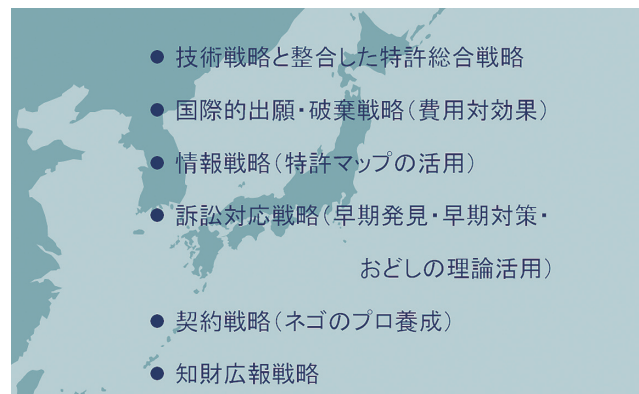 ● 技術戦略と整合した特許総合戦略
● 国際的出願・破棄戦略（費用対効果）
● 情報戦略（特許マップの活用）
● 訴訟対応戦略（早期発見・早期対策・
おどしの理論活用）
● 契約戦略（ネゴのプロ養成）
● 知財広報戦略